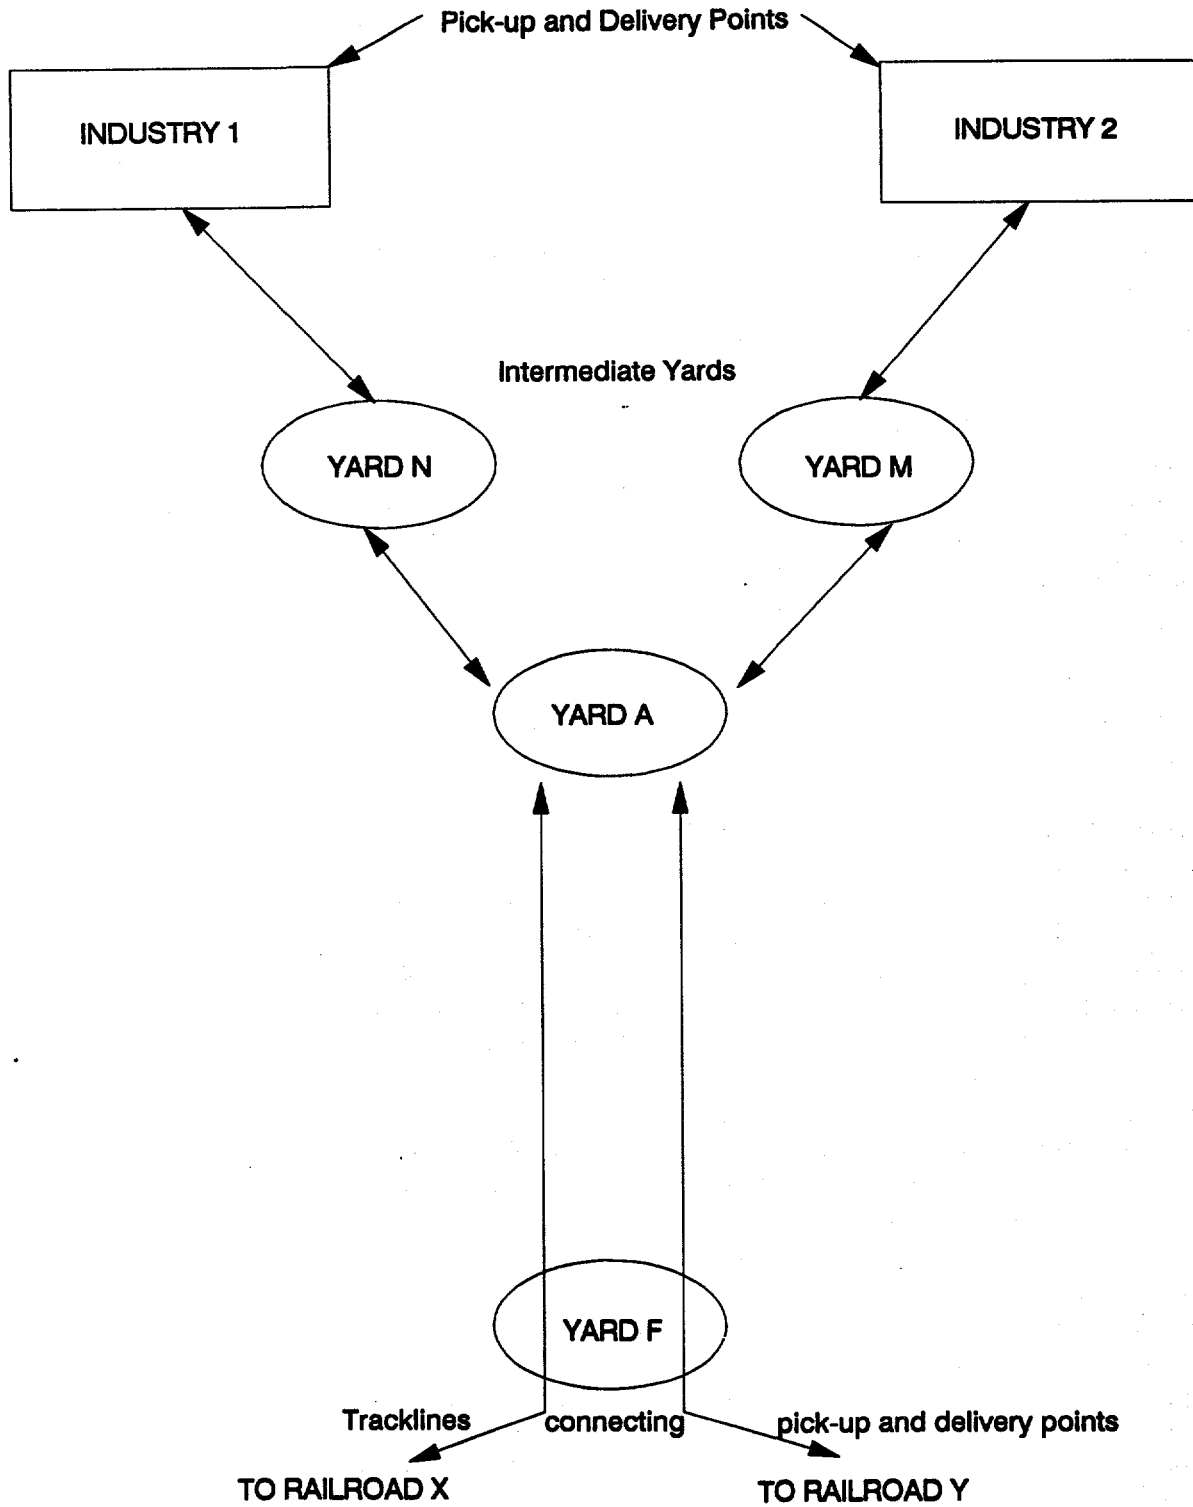 Pick-up and Delivery Points
INDUSTRY 1
INDUSTRY 2
Intermediate Yards
YARD N
YARD M
YARD A
YARD F
Tracklines connecting pick-up and delivery points
TO RAILROAD X
TO RAILROAD Y